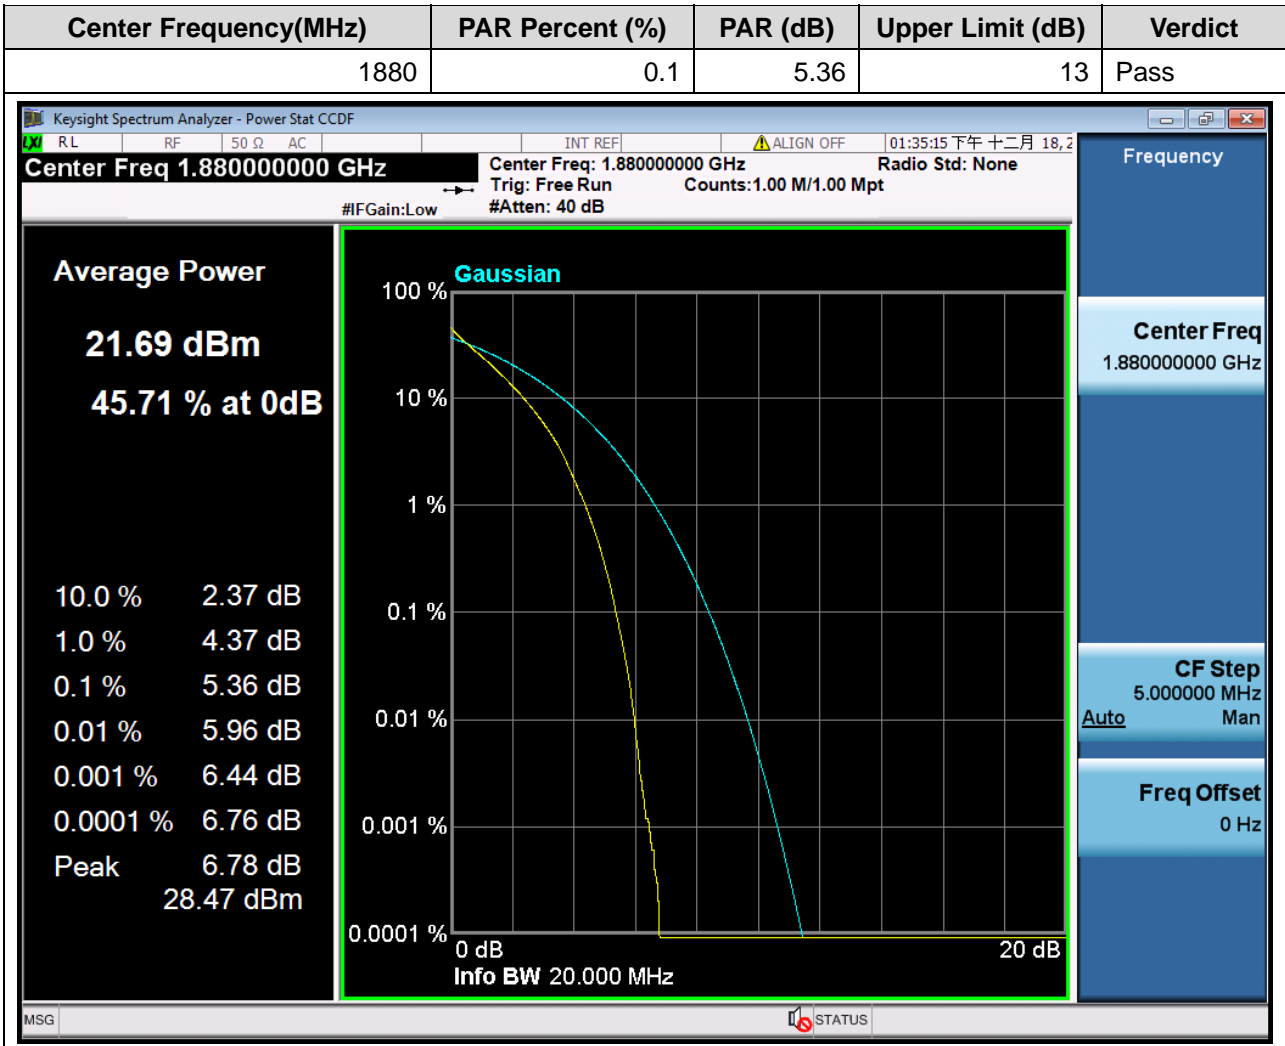 Center Frequency(MHz) PAR Percent (%) PAR (dB) Upper Limit (dB) Verdict
1880 0.1 5.36 13 Pass
Keysight Spectrum Analyzer - Power Stat CCDF
LXI RL RF 50 Ω AC INT REF ALIGN OFF 01:35:15 下午 十二月 18, 2
Center Freq 1.880000000 GHz
Center Freq: 1.880000000 GHz Radio Std: None
Trig: Free Run Counts:1.00 M/1.00 Mpt
#IFGain:Low #Atten: 40 dB
Frequency
Average Power
21.69 dBm
45.71 % at 0dB
10.0 % 2.37 dB
1.0 % 4.37 dB
0.1 % 5.36 dB
0.01 % 5.96 dB
0.001 % 6.44 dB
0.0001 % 6.76 dB
Peak 6.78 dB
28.47 dBm
Gaussian
100 %
10 %
1 %
0.1 %
0.01 %
0.001 %
0.0001 %
0 dB 20 dB
Info BW 20.000 MHz
Center Freq
1.880000000 GHz
CF Step
5.000000 MHz
Auto Man
Freq Offset
0 Hz
MSG STATUS